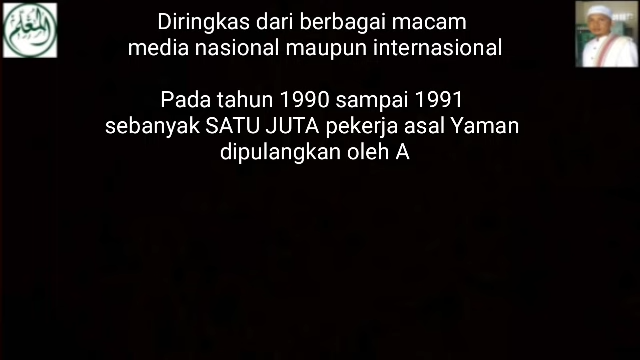 Diringkas dari berbagai macam
media nasional maupun internasional
Pada tahun 1990 sampai 1991
sebanyak SATU JUTA pekerja asal Yaman
dipulangkan oleh A